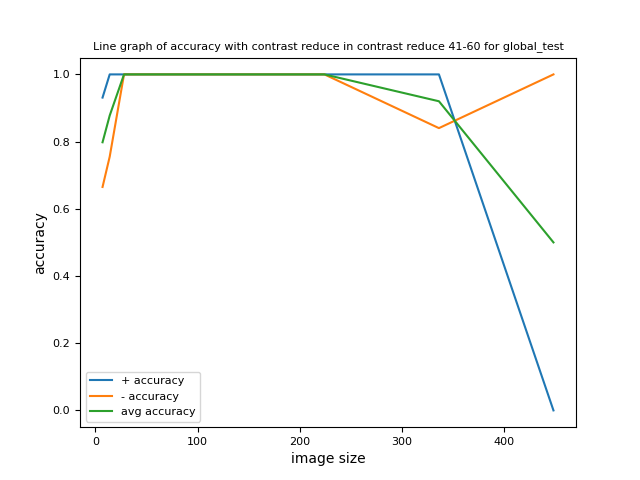 Line graph of accuracy with contrast reduce in contrast reduce 41-60 for global_test
1.0
0.8
0.6
0.4
0.2
0.0
accuracy
+ accuracy
- accuracy
avg accuracy
0 100 200 300 400
image size